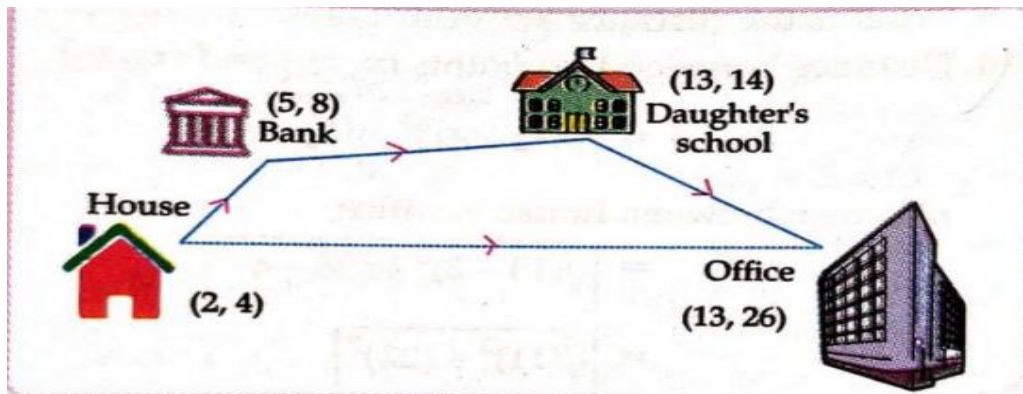 (5, 8)
Bank
(13, 14)
Daughter's
school
House
(2, 4)
Office
(13, 26)